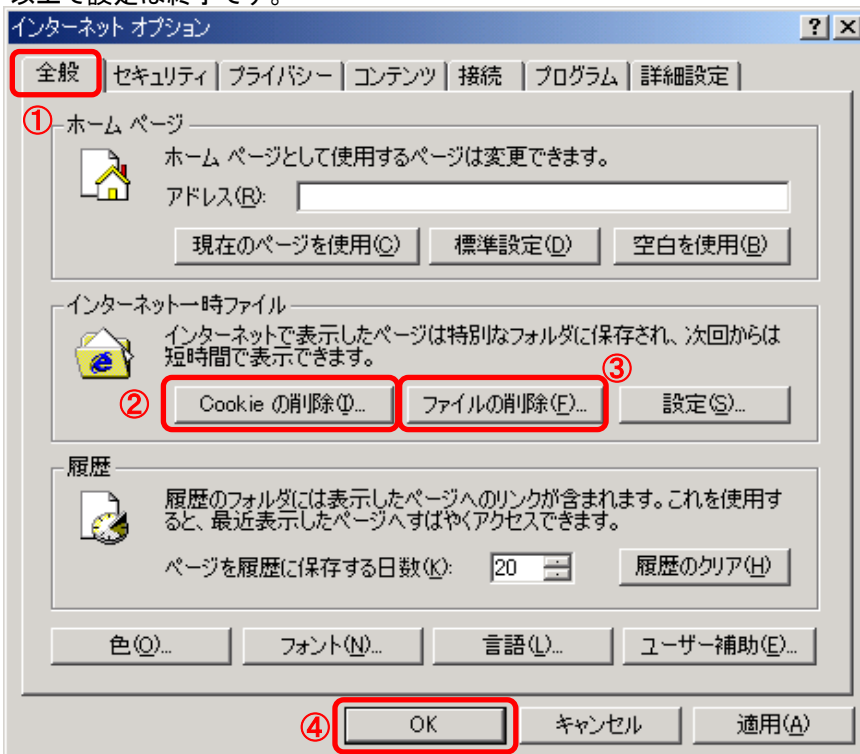 以上で設定は終了です。
インターネット オプション
全般 セキュリティ プライバシー コンテンツ 接続 プログラム 詳細設定
①
ホーム ページ
ホーム ページとして使用するページは変更できます。
アドレス(R):
現在のページを使用(C) 標準設定(D) 空白を使用(B)
インターネット一時ファイル
インターネットで表示したページは特別なフォルダに保存され、次回からは
短時間で表示できます。
③
② Cookie の削除(I)... ファイルの削除(F)... 設定(S)...
履歴
履歴のフォルダには表示したページへのリンクが含まれます。これを使用す
ると、最近表示したページへすばやくアクセスできます。
ページを履歴に保存する日数(K): 20 履歴のクリア(H)
色(O)... フォント(N)... 言語(L)... ユーザー補助(E)...
④ OK キャンセル 適用(A)